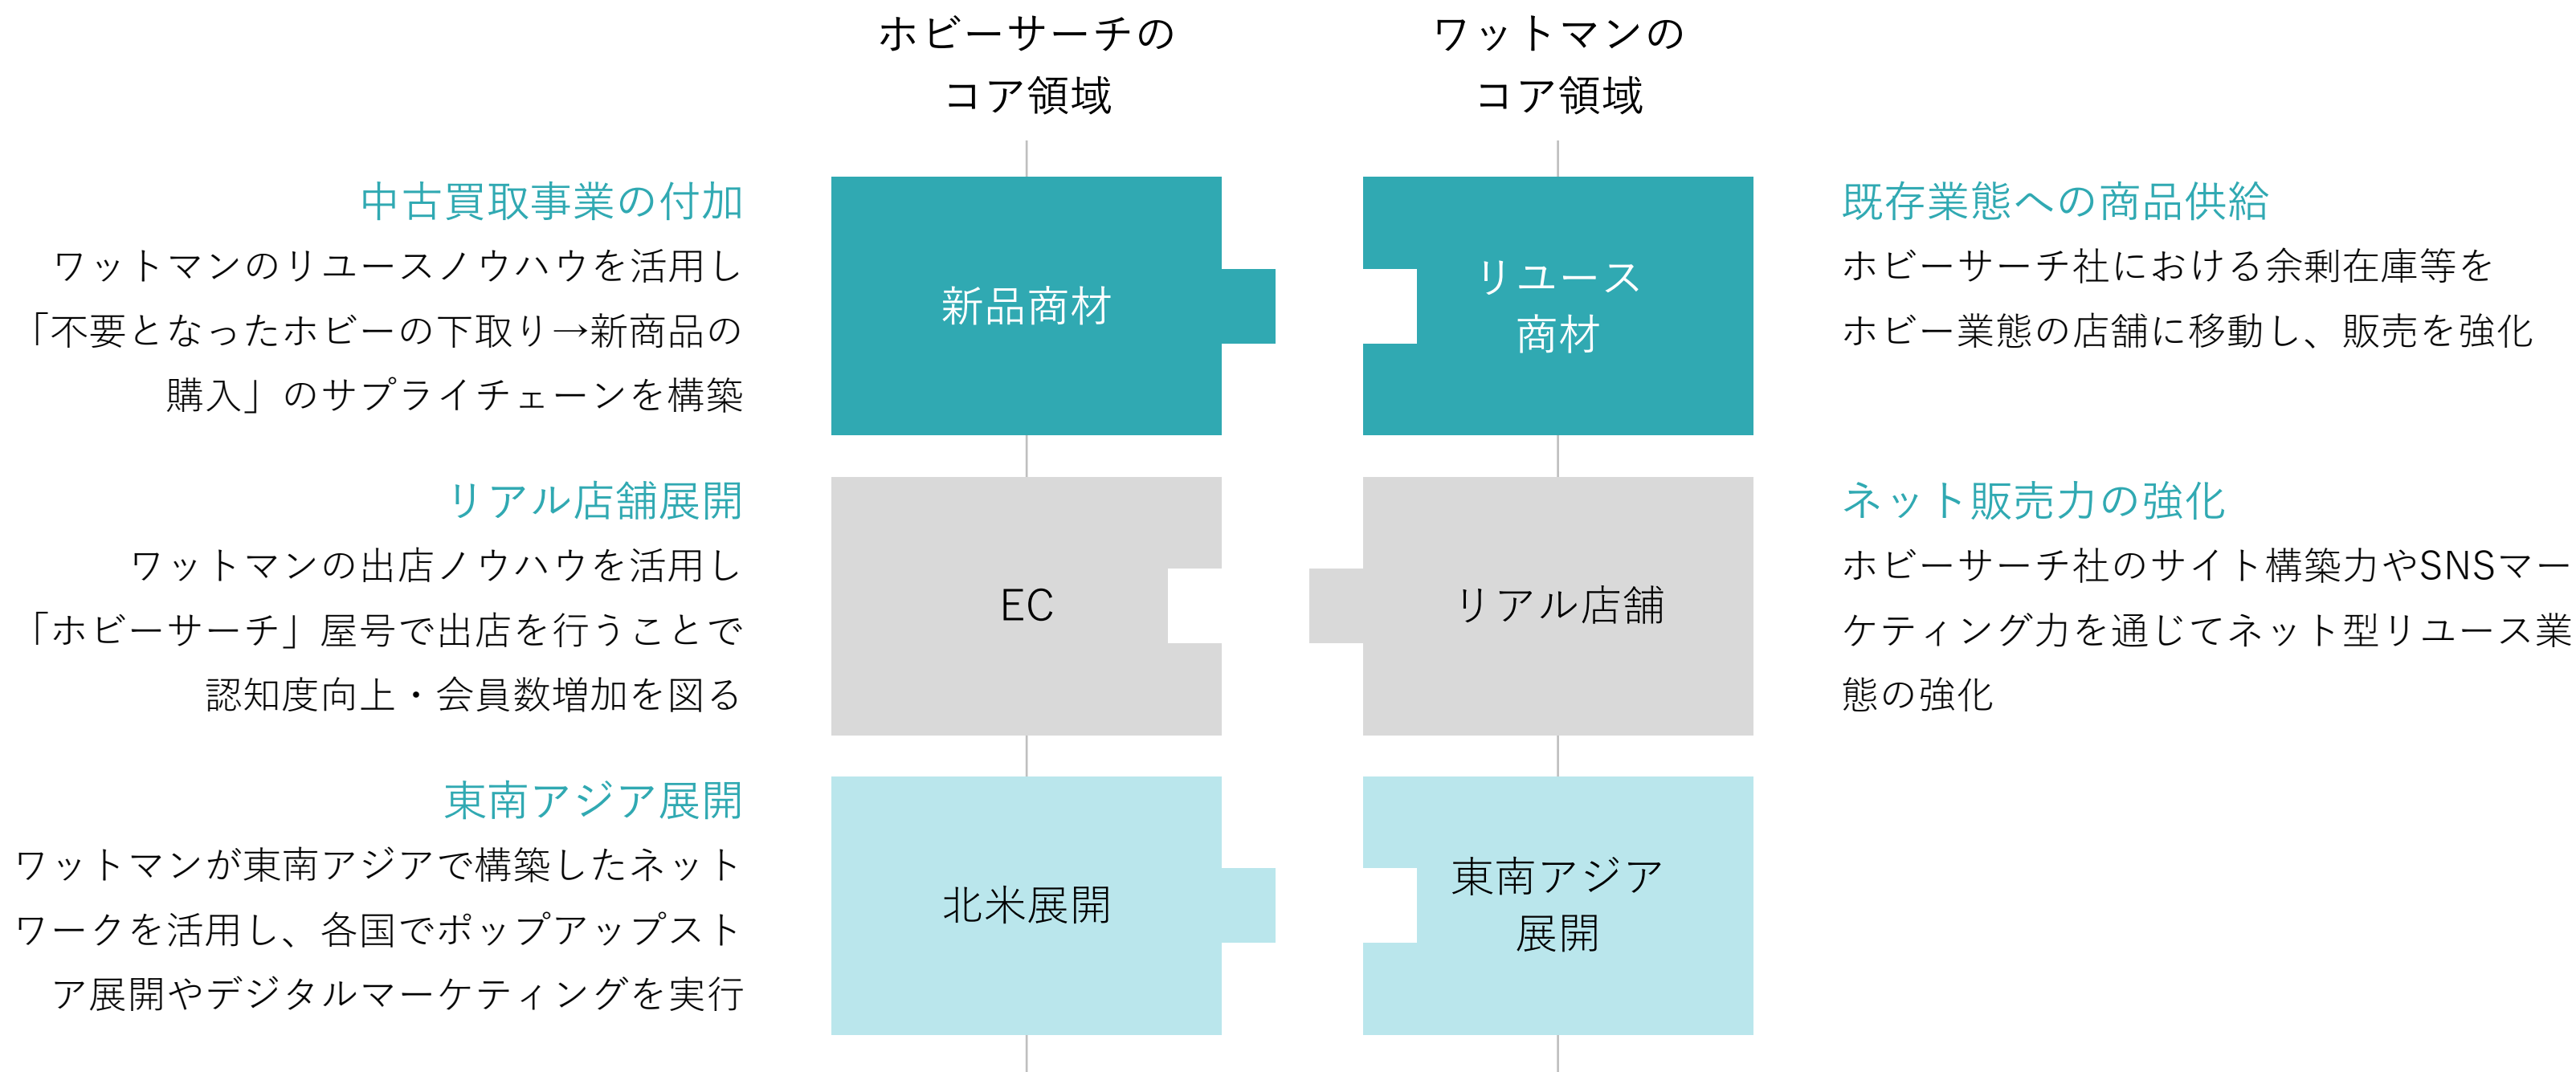 ホビーサーチの
コア領域
ワットマンの
コア領域
中古買取事業の付加
ワットマンのリユースノウハウを活用し
「不要となったホビーの下取り→新商品の
購入」のサプライチェーンを構築
新品商材
リユース
商材
既存業態への商品供給
ホビーサーチ社における余剰在庫等を
ホビー業態の店舗に移動し、販売を強化
リアル店舗展開
ワットマンの出店ノウハウを活用し
「ホビーサーチ」屋号で出店を行うことで
認知度向上・会員数増加を図る
EC
リアル店舗
ネット販売力の強化
ホビーサーチ社のサイト構築力やSNSマー
ケティング力を通じてネット型リユース業
態の強化
東南アジア展開
ワットマンが東南アジアで構築したネット
ワークを活用し、各国でポップアップスト
ア展開やデジタルマーケティングを実行
北米展開
東南アジア
展開